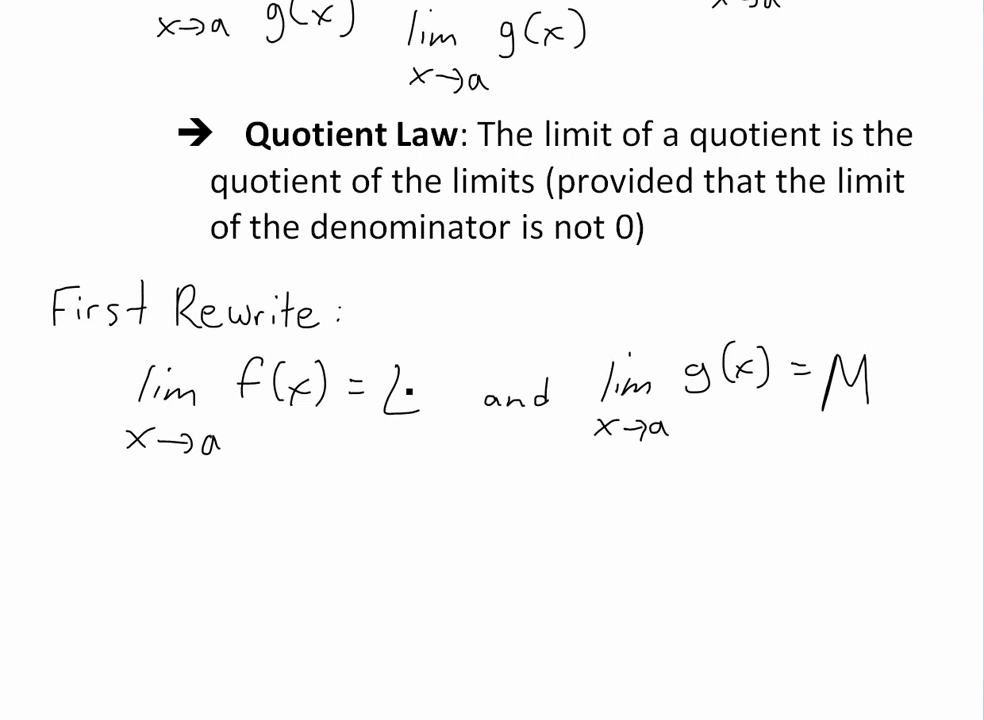 x→a g(x) lim g(x)
x→a
➔ Quotient Law: The limit of a quotient is the
quotient of the limits (provided that the limit
of the denominator is not 0)
First Rewrite:
lim f(x) = L and lim g(x) = M
x→a x→a